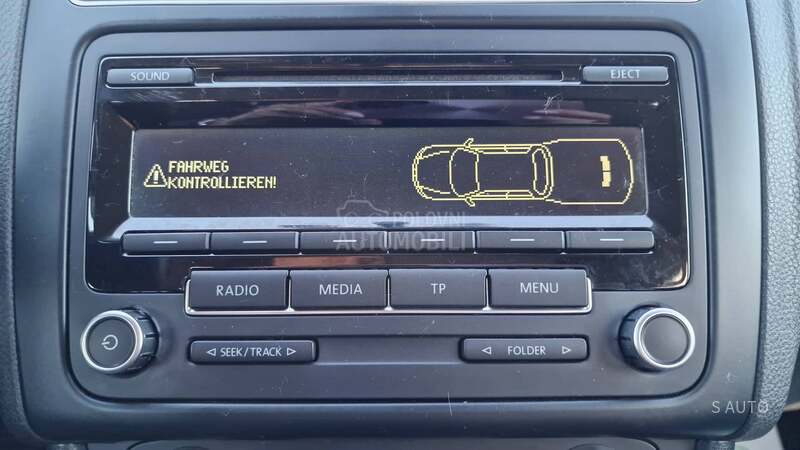 SOUND
EJECT
FAHRWEG
KONTROLLIEREN!
POLOVNI
AUTOMOBILI
RADIO
MEDIA
TP
MENU
SEEK/TRACK
FOLDER
S AUTO